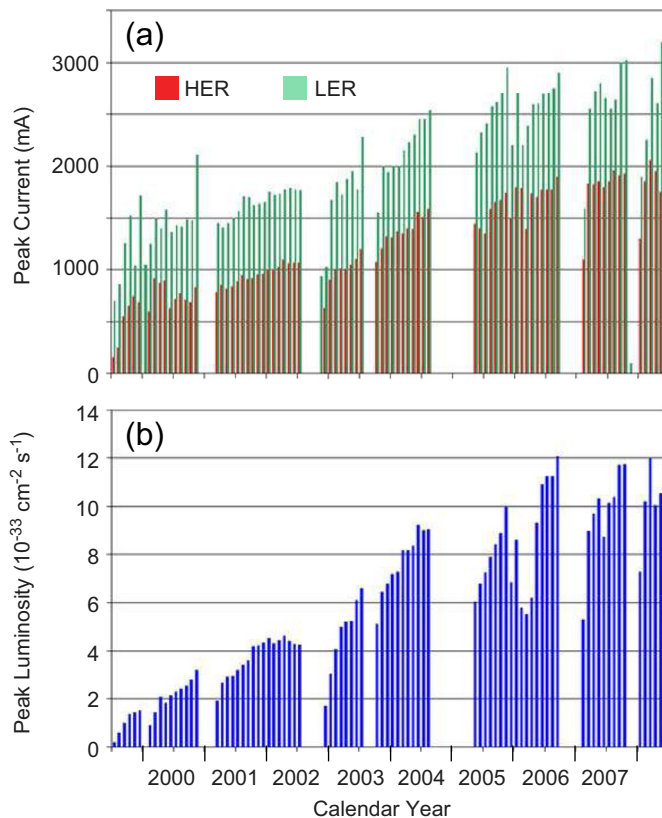 (a)
HER LER
3000
2000
1000
0
Peak Current (mA)
(b)
14
12
10
8
6
4
2
0
Peak Luminosity (10-33 cm-2 s-1)
2000 2001 2002 2003 2004 2005 2006 2007
Calendar Year